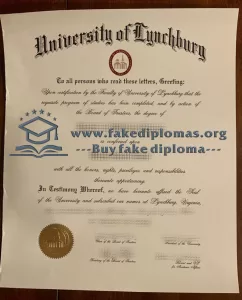 University of Lynchburg
To all persons who read these letters, Greeting:
Upon certification by the Faculty of University of Lynchburg that the
requisite program of studies has been completed, and by action of
the Board of Trustees, the degree of
www.fakediplomas.org
is conferred upon
---Buy fake diploma---
with all the honors, rights, privileges and responsibilities
thereunto appertaining.
In Testimony Whereof, we have hereunto affixed the Seal
of the University and subscribed our names at Lynchburg, Virginia,